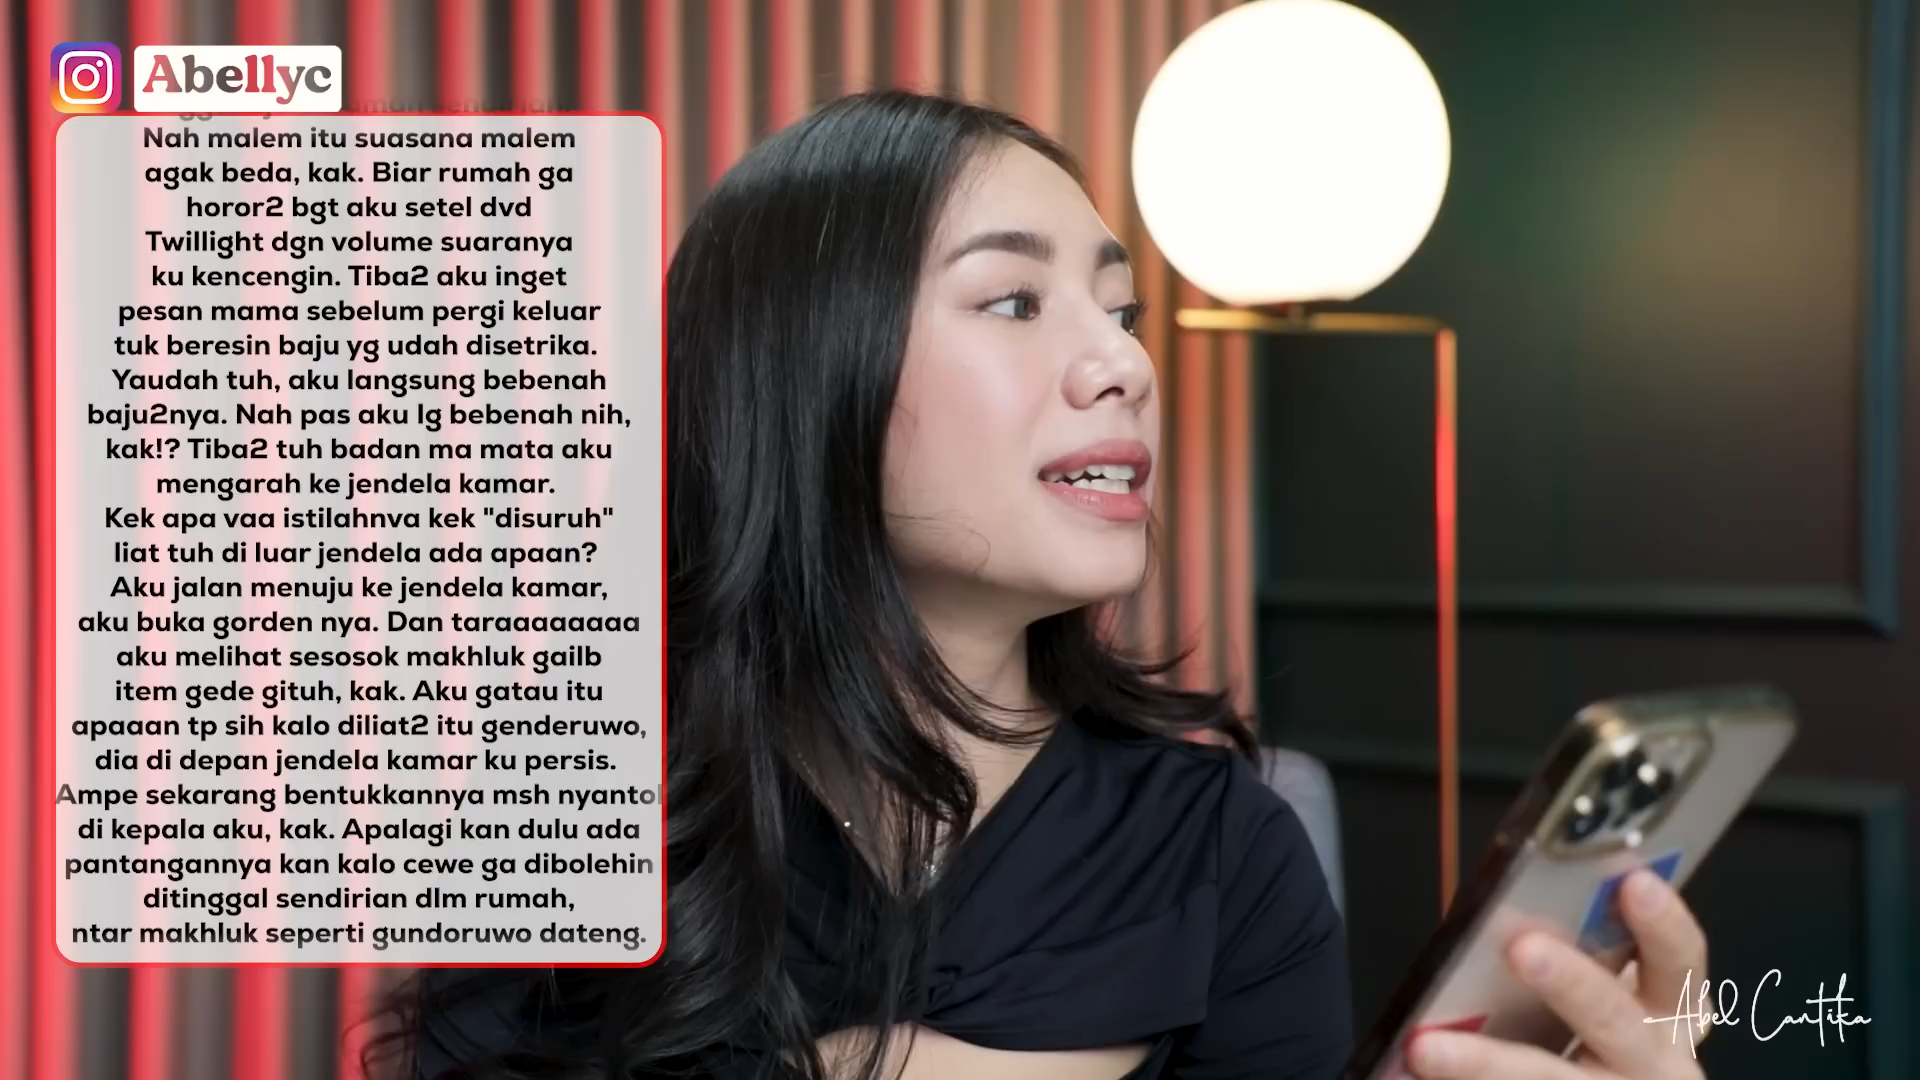 Abellyc
Nah malem itu suasana malem
agak beda, kak. Biar rumah ga
horor2 bgt aku setel dvd
Twillight dgn volume suaranya
ku kencengin. Tiba2 aku inget
pesan mama sebelum pergi keluar
tuk beresin baju yg udah disetrika.
Yaudah tuh, aku langsung bebenah
baju2nya. Nah pas aku lg bebenah nih,
kak!? Tiba2 tuh badan ma mata aku
mengarah ke jendela kamar.
Kek apa vaa istilahnva kek "disuruh"
liat tuh di luar jendela ada apaan?
Aku jalan menuju ke jendela kamar,
aku buka gorden nya. Dan taraaaaaaaa
aku melihat sesosok makhluk gailb
item gede gituh, kak. Aku gatau itu
apaaan tp sih kalo diliat2 itu genderuwo,
dia di depan jendela kamar ku persis.
Ampe sekarang bentukkannya msh nyantol
di kepala aku, kak. Apalagi kan dulu ada
pantangannya kan kalo cewe ga dibolehin
ditinggal sendirian dlm rumah,
ntar makhluk seperti gundoruwo dateng.
Abel Cantika